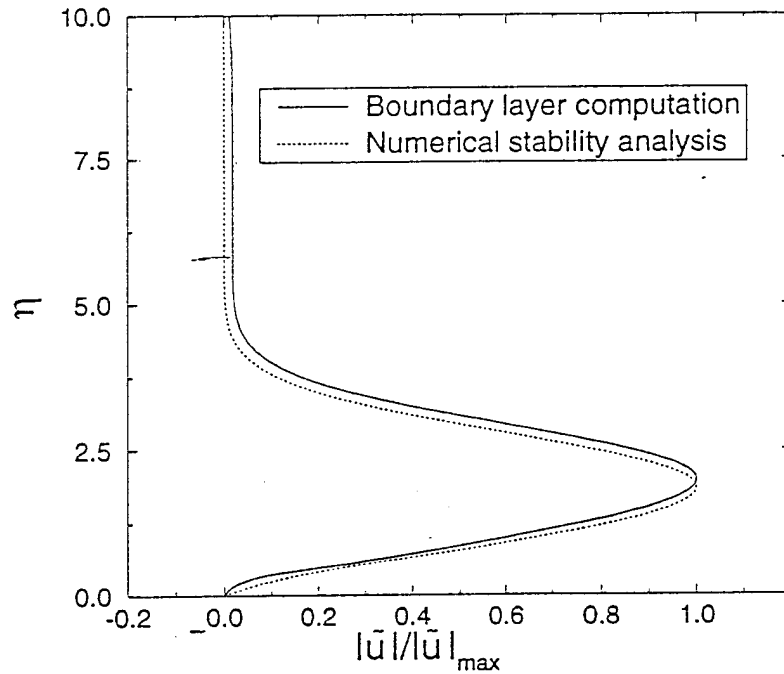 10.0
Boundary layer computation
Numerical stability analysis
7.5
η
5.0
2.5
0.0
-0.2 -0.0 0.2 0.4 0.6 0.8 1.0
|ũ|/|ũ|max